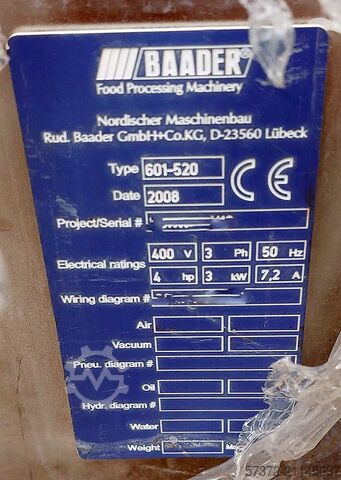 BAADER®
Food Processing Machinery
Nordischer Maschinenbau
Rud. Baader GmbH+Co.KG, D-23560 Lübeck
Type 601-520
Date 2008 CE
Project/Serial #
Electrical ratings 400 V 3 Ph 50 Hz
4 hp 3 kW 7,2 A
Wiring diagram #
Air
Vacuum
Pneu. diagram #
Oil
Hydr. diagram #
Water
Weight